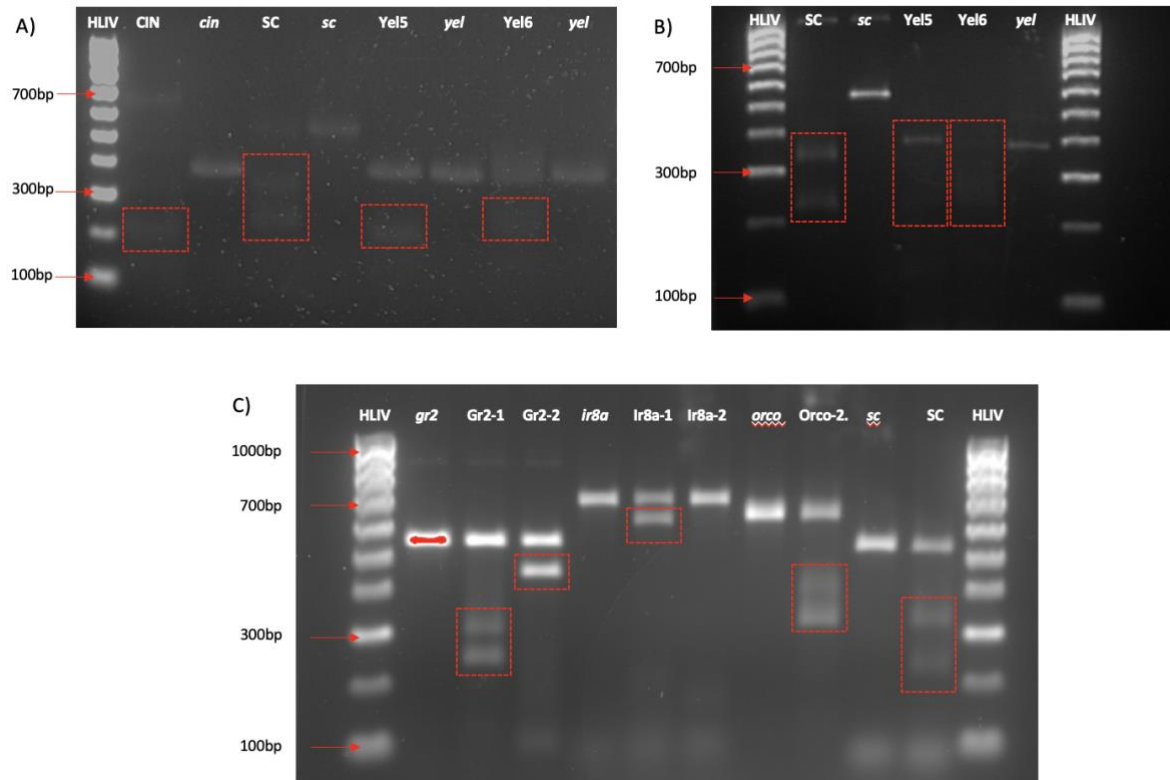 A)
HLIV CIN cin SC sc Yel5 yel Yel6 yel
700bp
300bp
100bp
B)
HLIV SC sc Yel5 Yel6 yel HLIV
700bp
300bp
100bp
C)
HLIV gr2 Gr2-1 Gr2-2 ir8a Ir8a-1 Ir8a-2 orco Orco-2. sc SC HLIV
1000bp
700bp
300bp
100bp